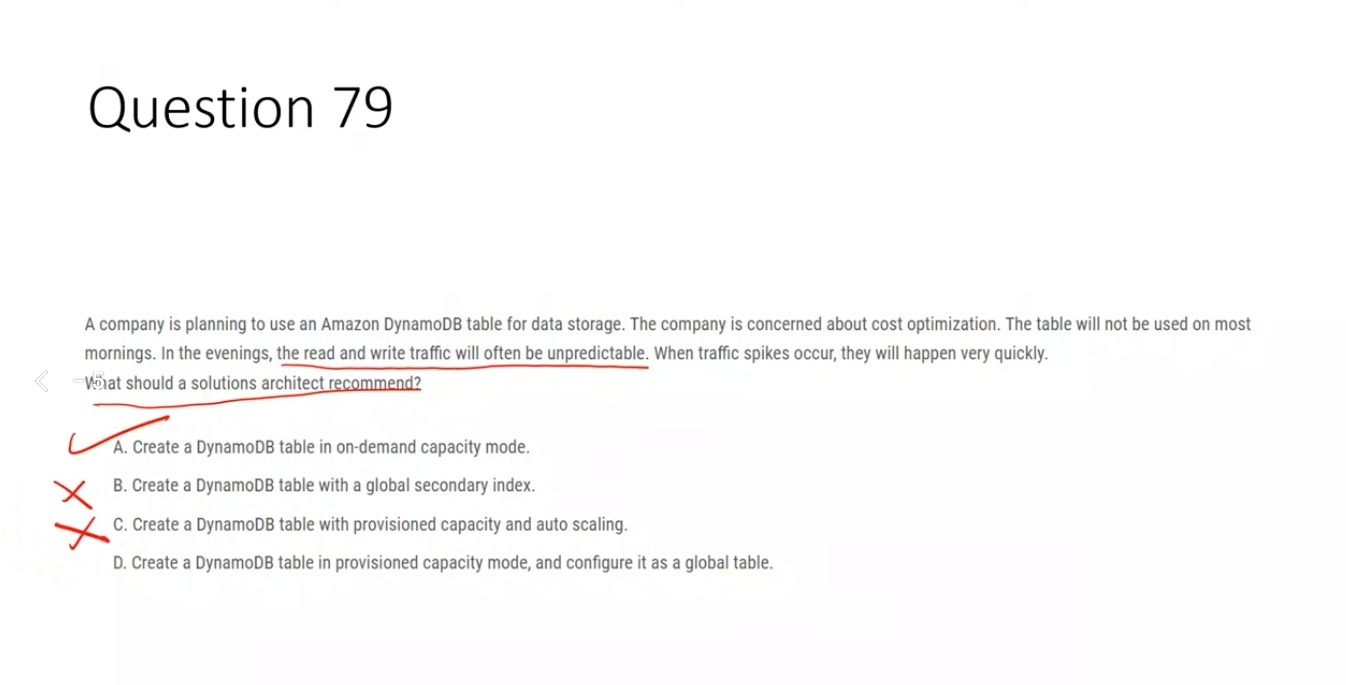 Question 79
A company is planning to use an Amazon DynamoDB table for data storage. The company is concerned about cost optimization. The table will not be used on most
mornings. In the evenings, the read and write traffic will often be unpredictable. When traffic spikes occur, they will happen very quickly.
What should a solutions architect recommend?
A. Create a DynamoDB table in on-demand capacity mode.
B. Create a DynamoDB table with a global secondary index.
C. Create a DynamoDB table with provisioned capacity and auto scaling.
D. Create a DynamoDB table in provisioned capacity mode, and configure it as a global table.